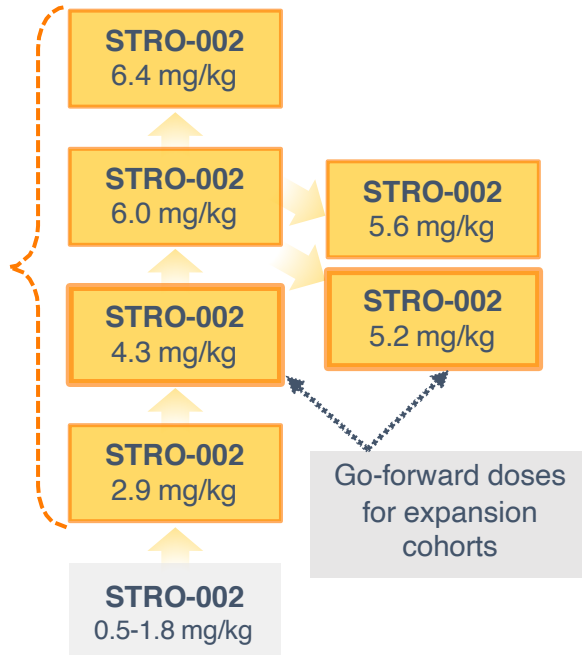 STRO-002
6.4 mg/kg
STRO-002
6.0 mg/kg
STRO-002
5.6 mg/kg
STRO-002
4.3 mg/kg
STRO-002
5.2 mg/kg
STRO-002
2.9 mg/kg
Go-forward doses
for expansion
cohorts
STRO-002
0.5-1.8 mg/kg